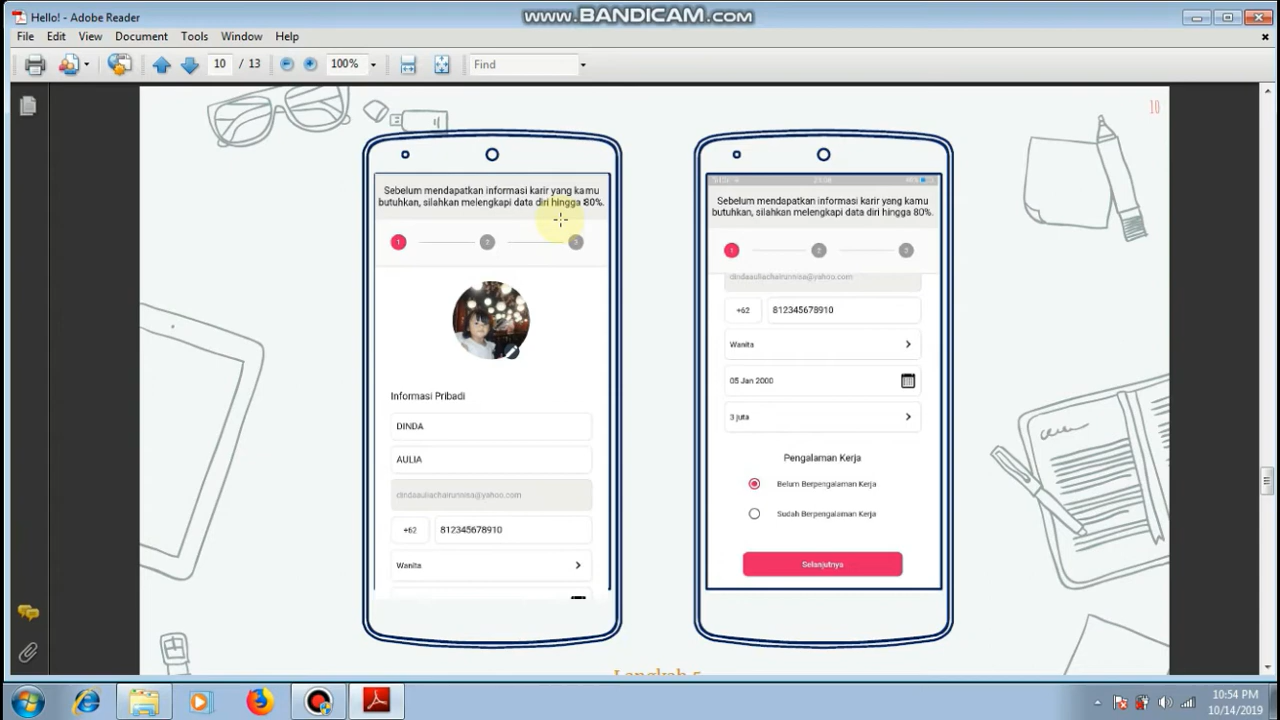 Hello! - Adobe Reader
www.BANDICAM.com
File Edit View Document Tools Window Help
10 / 13 100% Find
10
Sebelum mendapatkan informasi karir yang kamu
butuhkan, silahkan melengkapi data diri hingga 80%.
1 2 3
Informasi Pribadi
DINDA
AULIA
dindaauliachairunnisa@yahoo.com
+62 812345678910
Wanita
Sebelum mendapatkan informasi karir yang kamu
butuhkan, silahkan melengkapi data diri hingga 80%.
1 2 3
dindaauliachairunnisa@yahoo.com
+62 812345678910
Wanita
05 Jan 2000
3 juta
Pengalaman Kerja
Belum Berpengalaman Kerja
Sudah Berpengalaman Kerja
Selanjutnya
Langkah 5
10:54 PM
10/14/2019